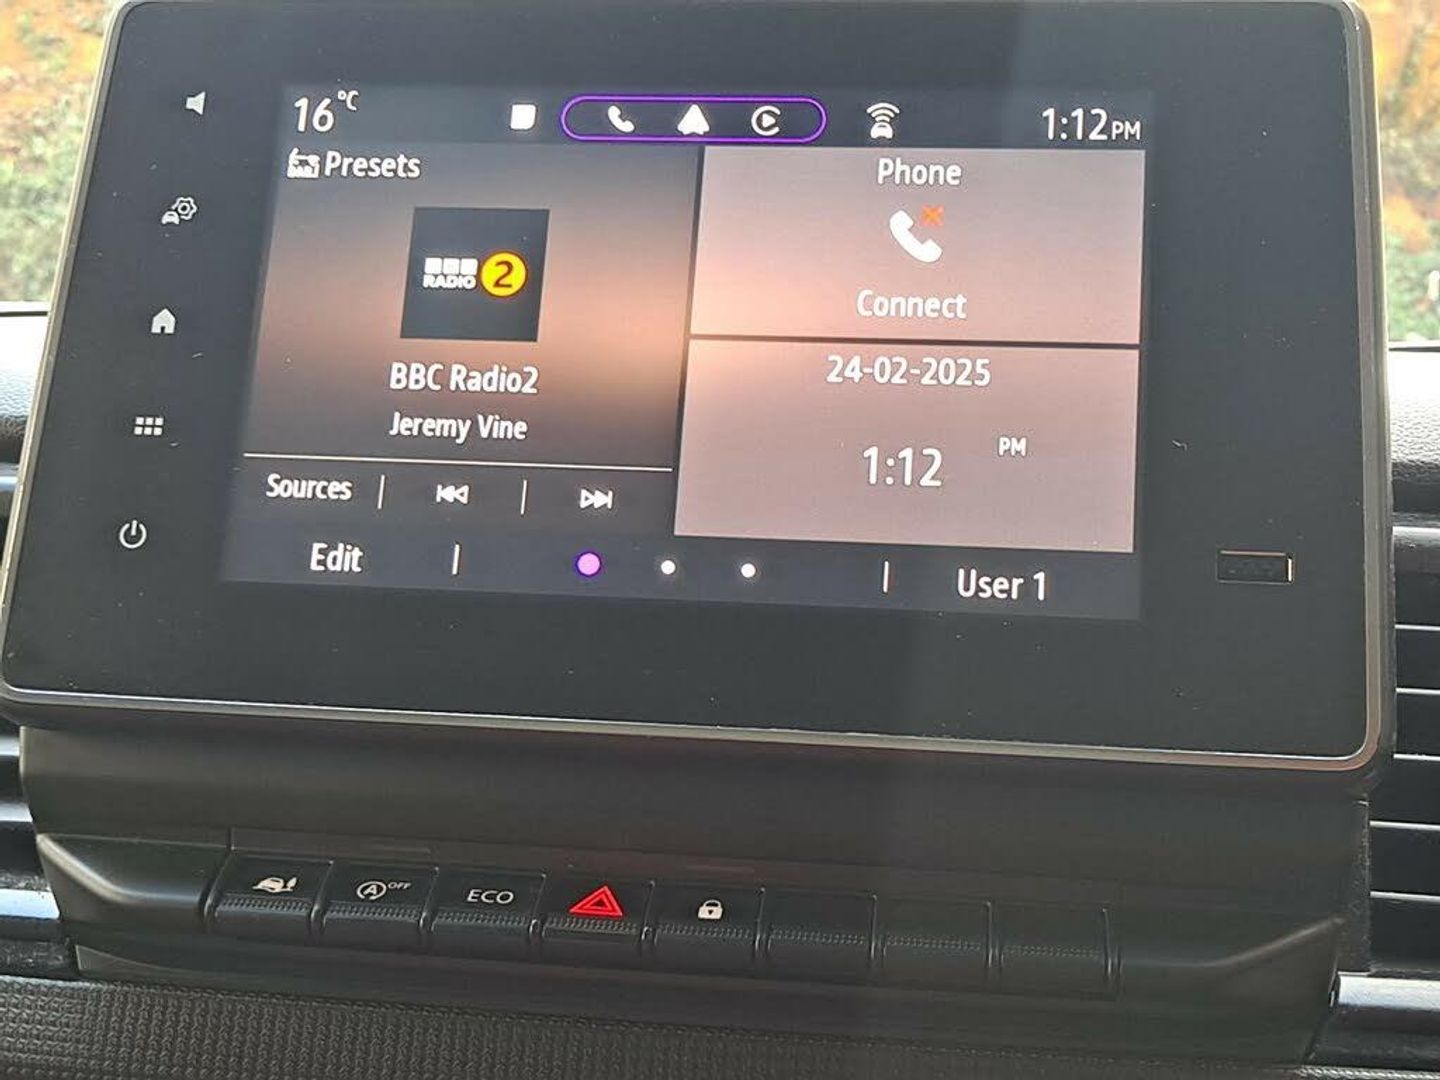 16°C
1:12PM
Presets
BBC
RADIO 2
BBC Radio2
Jeremy Vine
Sources
Phone
Connect
24-02-2025
1:12 PM
Edit
User 1
OFF
ECO